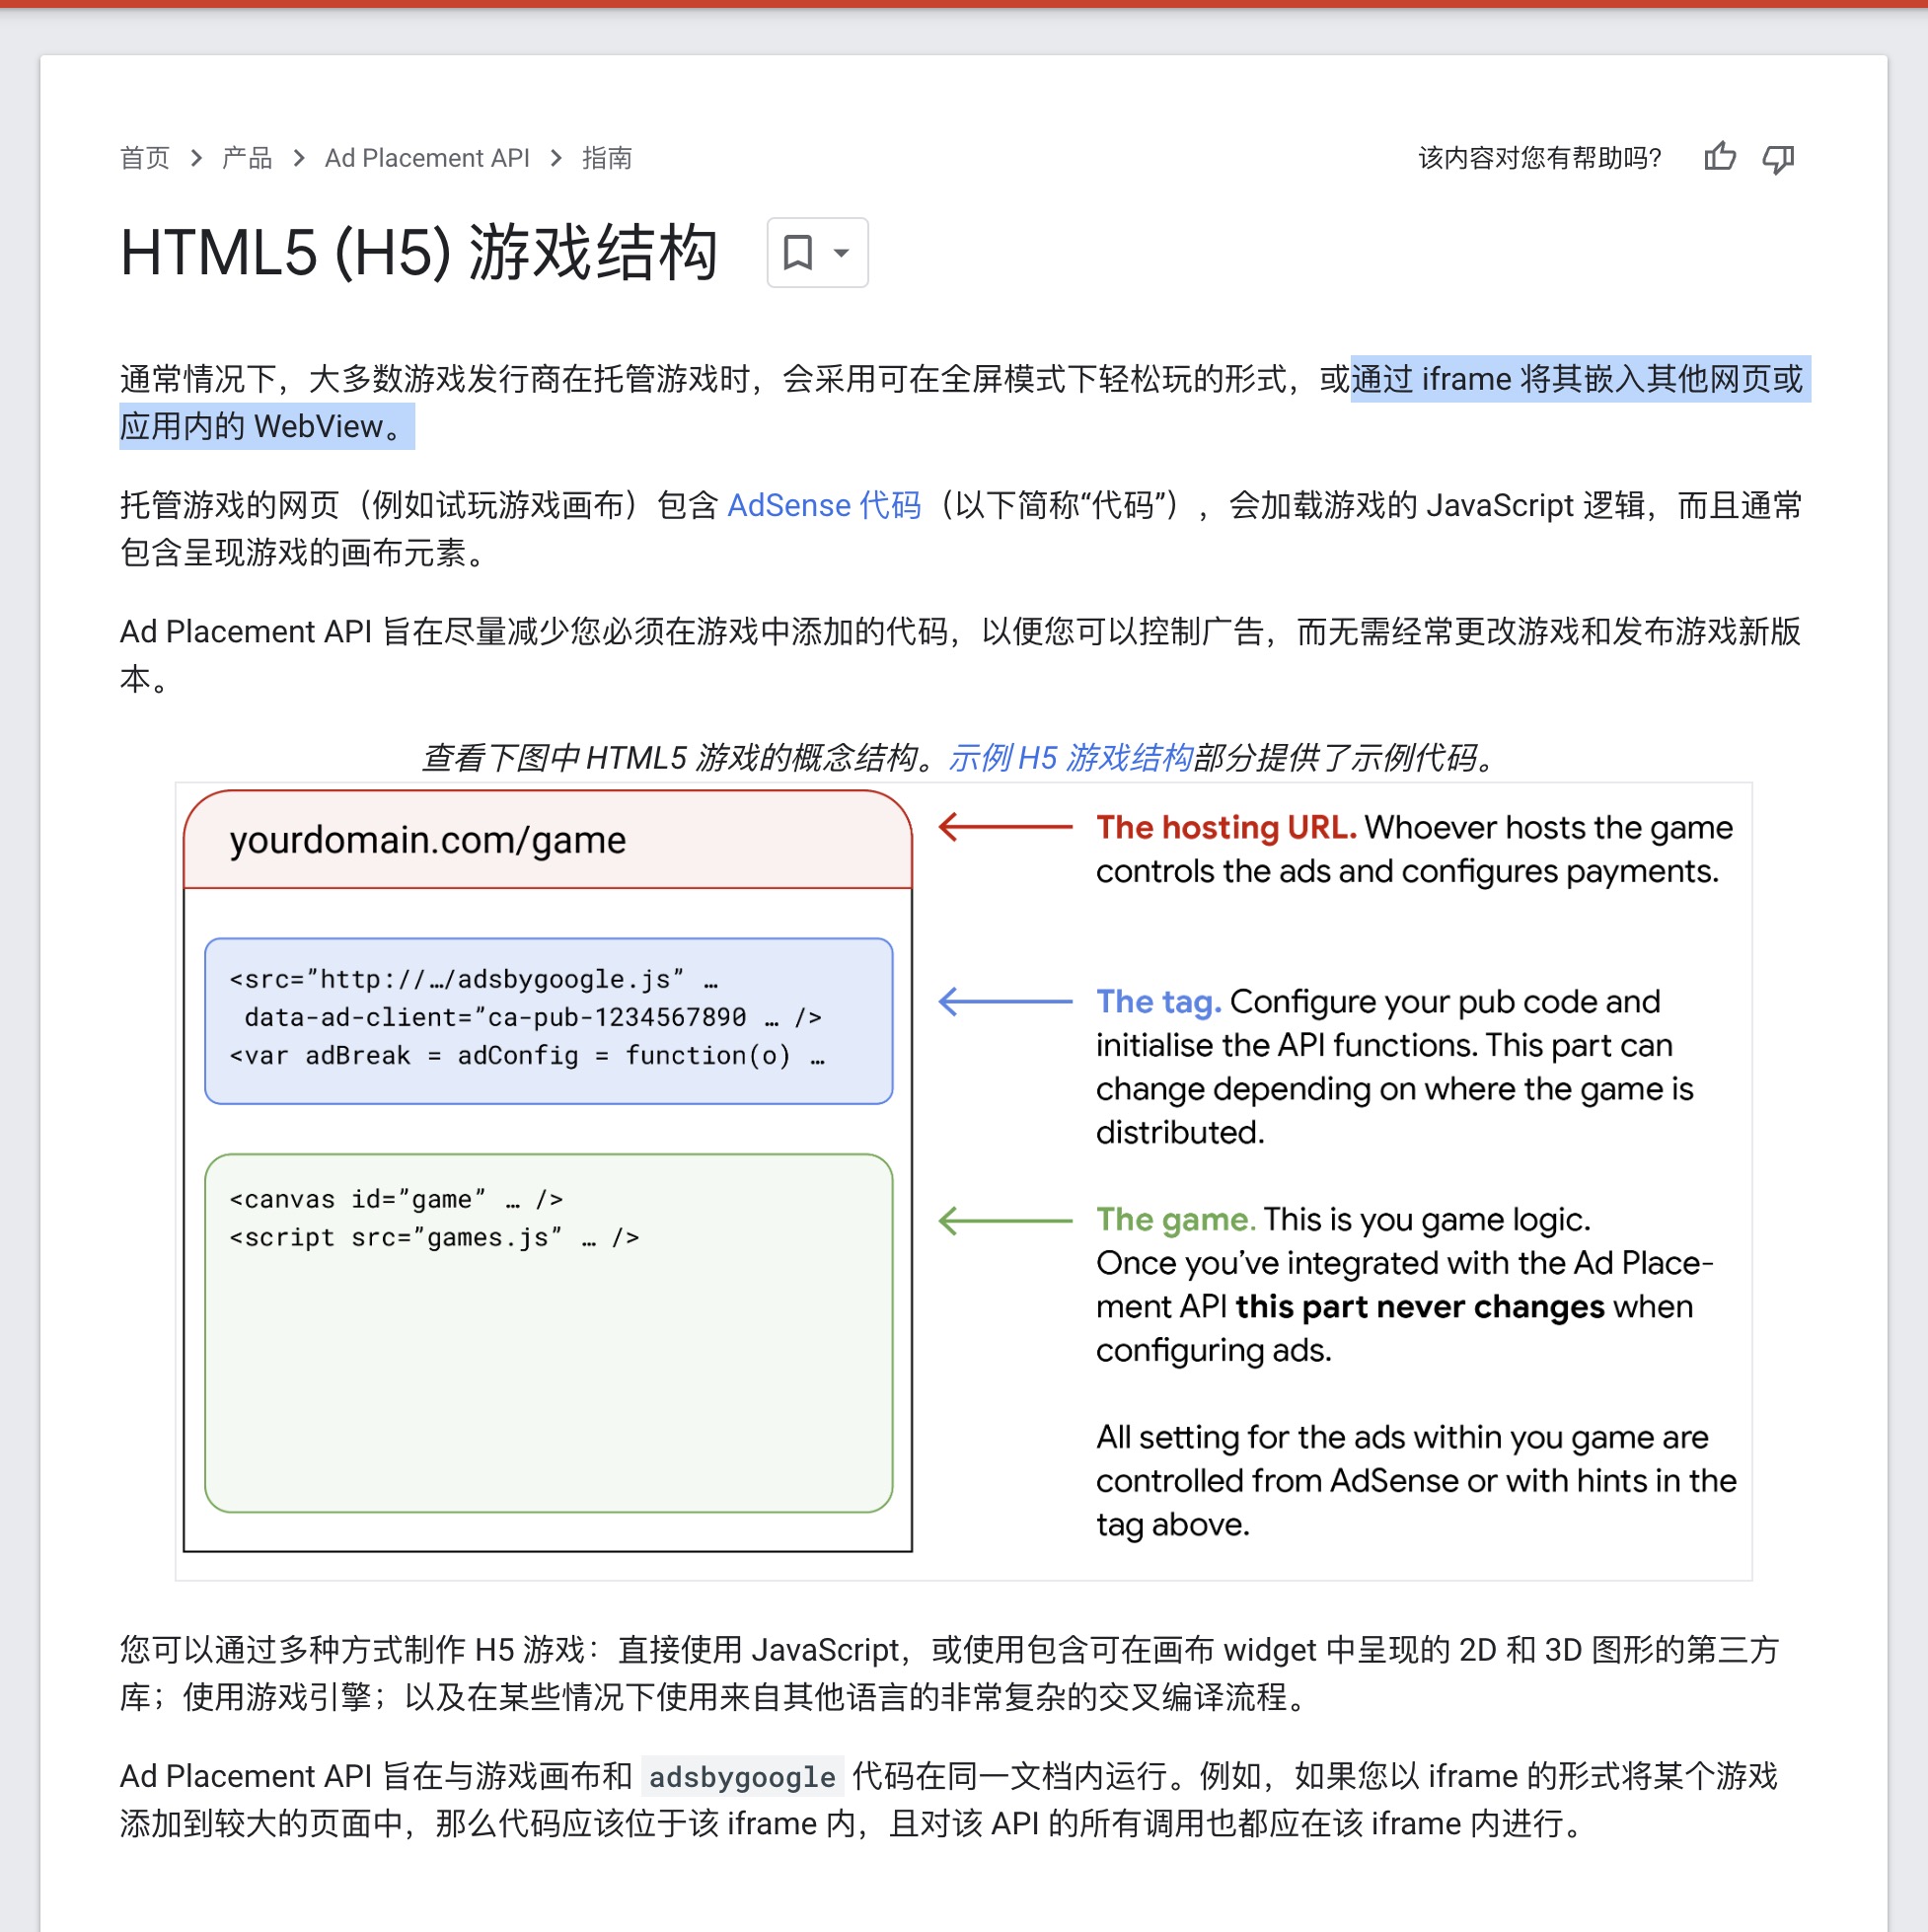 首页 > 产品 > Ad Placement API > 指南
该内容对您有帮助吗?
HTML5 (H5) 游戏结构
通常情况下，大多数游戏发行商在托管游戏时，会采用可在全屏模式下轻松玩的形式，或通过 iframe 将其嵌入其他网页或
应用内的 WebView。
托管游戏的网页（例如试玩游戏画布）包含 AdSense 代码（以下简称“代码”），会加载游戏的 JavaScript 逻辑，而且通常
包含呈现游戏的画布元素。
Ad Placement API 旨在尽量减少您必须在游戏中添加的代码，以便您可以控制广告，而无需经常更改游戏和发布游戏新版
本。
查看下图中 HTML5 游戏的概念结构。示例 H5 游戏结构部分提供了示例代码。
yourdomain.com/game
<src=”http://…/adsbygoogle.js” …
data-ad-client=”ca-pub-1234567890 … />
<var adBreak = adConfig = function(o) …
<canvas id=”game” … />
<script src=”games.js” … />
The hosting URL. Whoever hosts the game
controls the ads and configures payments.
The tag. Configure your pub code and
initialise the API functions. This part can
change depending on where the game is
distributed.
The game. This is you game logic.
Once you’ve integrated with the Ad Place-
ment API this part never changes when
configuring ads.
All setting for the ads within you game are
controlled from AdSense or with hints in the
tag above.
您可以通过多种方式制作 H5 游戏：直接使用 JavaScript，或使用包含可在画布 widget 中呈现的 2D 和 3D 图形的第三方
库；使用游戏引擎；以及在某些情况下使用来自其他语言的非常复杂的交叉编译流程。
Ad Placement API 旨在与游戏画布和 adsbygoogle 代码在同一文档内运行。例如，如果您以 iframe 的形式将某个游戏
添加到较大的页面中，那么代码应该位于该 iframe 内，且对该 API 的所有调用也都应在该 iframe 内进行。